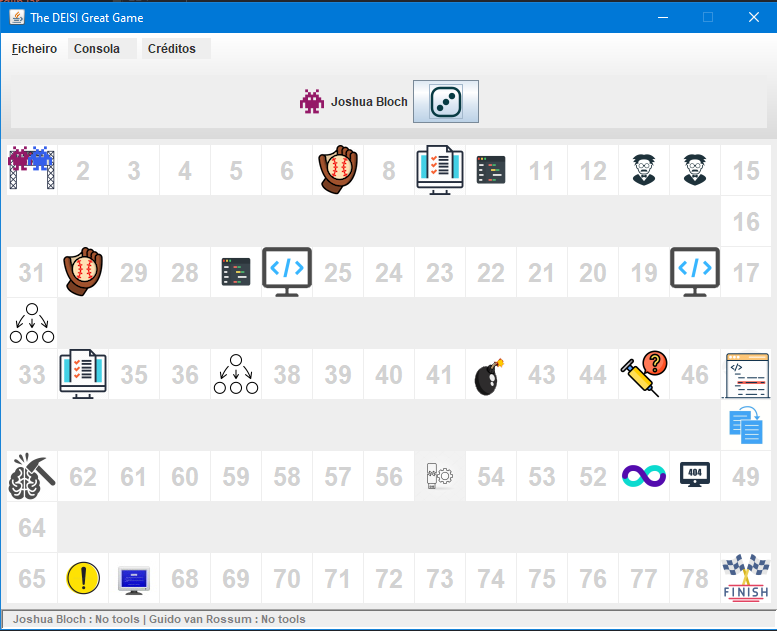 The DEISI Great Game
Ficheiro Consola Créditos
Joshua Bloch
2 3 4 5 6 8 11 12 15
16
31 29 28 25 24 23 22 21 20 19 17
33 35 36 38 39 40 41 43 44 46
62 61 60 59 58 57 56 54 53 52 404 49
64
65 68 69 70 71 72 73 74 75 76 77 78 FINISH
Joshua Bloch : No tools | Guido van Rossum : No tools